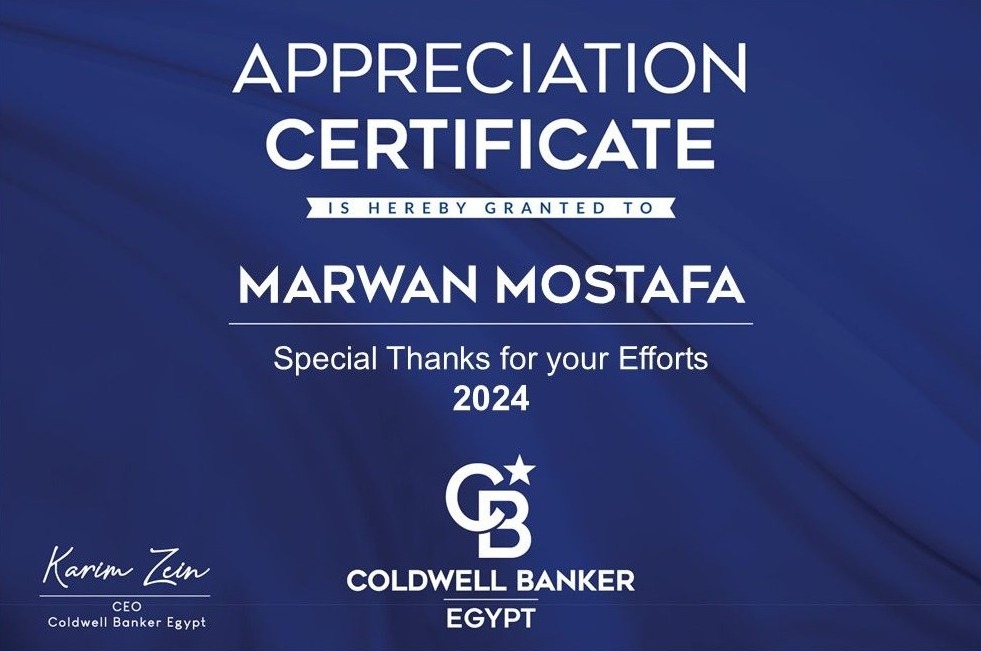 APPRECIATION
CERTIFICATE
IS HEREBY GRANTED TO
MARWAN MOSTAFA
Special Thanks for your Efforts
2024
CB
COLDWELL BANKER
EGYPT
Karim Zein
CEO
Coldwell Banker Egypt